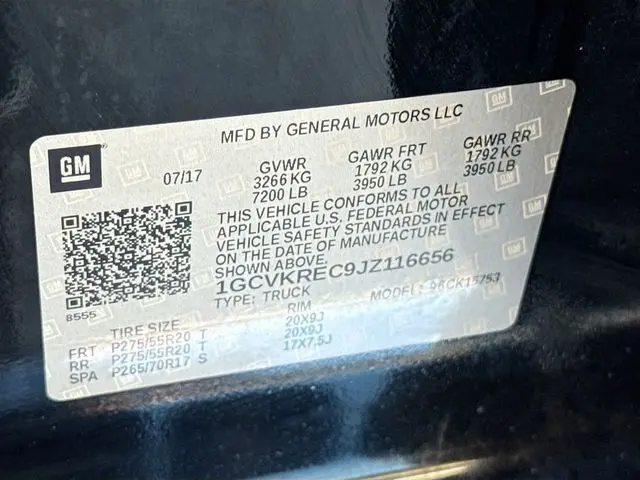 MFD BY GENERAL MOTORS LLC
GM
07/17
GVWR GAWR FRT GAWR RR
3266 KG 1792 KG 1792 KG
7200 LB 3950 LB 3950 LB
THIS VEHICLE CONFORMS TO ALL
APPLICABLE U.S. FEDERAL MOTOR
VEHICLE SAFETY STANDARDS IN EFFECT
ON THE DATE OF MANUFACTURE
SHOWN ABOVE.
1GCVKREC9JZ116656
TYPE: TRUCK MODEL:
8555
TIRE SIZE RIM
FRT P275/55R20 T 20X9J
RR P275/55R20 T 20X9J
SPA P265/70R17 S 17X7.5J